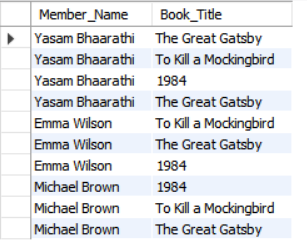 Member_Name Book_Title
Yasam Bhaarathi The Great Gatsby
Yasam Bhaarathi To Kill a Mockingbird
Yasam Bhaarathi 1984
Yasam Bhaarathi The Great Gatsby
Emma Wilson To Kill a Mockingbird
Emma Wilson The Great Gatsby
Emma Wilson 1984
Michael Brown 1984
Michael Brown To Kill a Mockingbird
Michael Brown The Great Gatsby